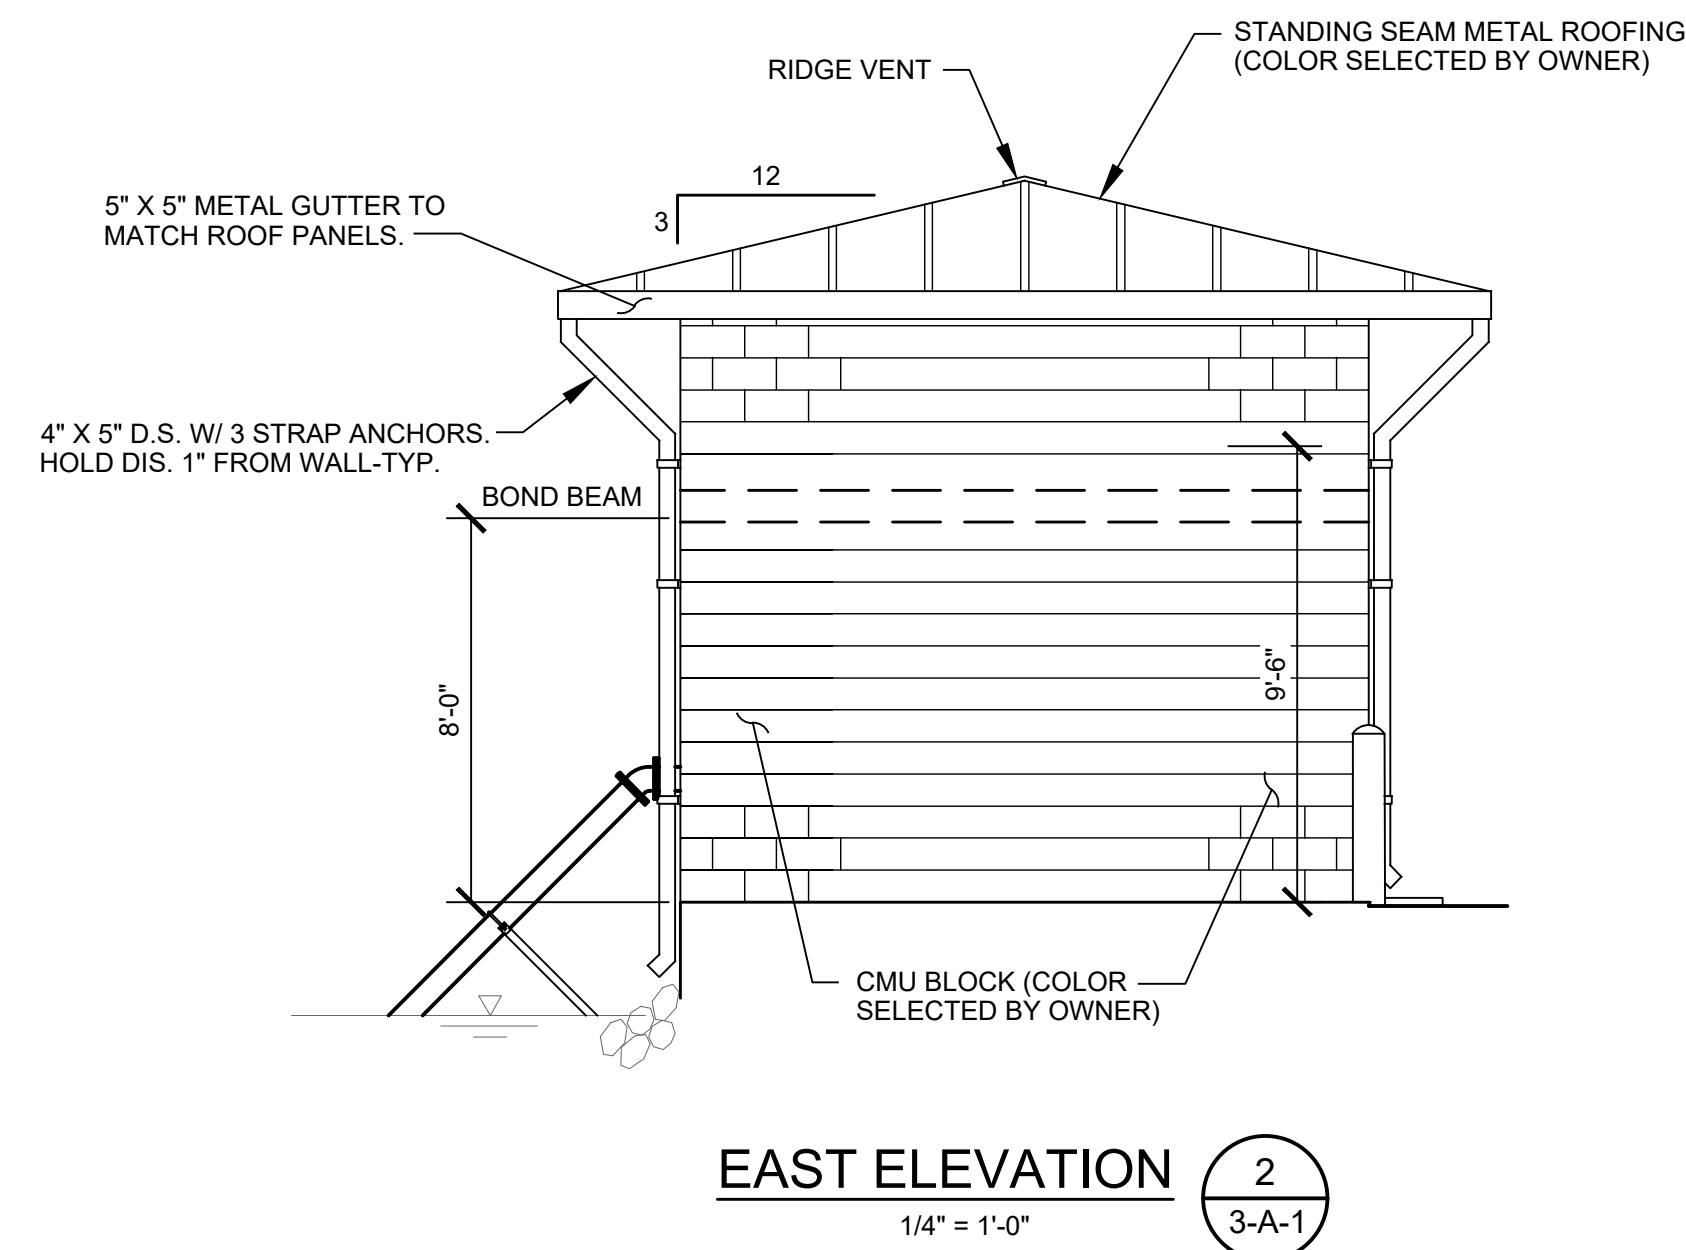 STANDING SEAM METAL ROOFING
(COLOR SELECTED BY OWNER)
RIDGE VENT
12
3
5" X 5" METAL GUTTER TO
MATCH ROOF PANELS.
4" X 5" D.S. W/ 3 STRAP ANCHORS.
HOLD DIS. 1" FROM WALL-TYP.
BOND BEAM
8'-0"
9'-6"
CMU BLOCK (COLOR
SELECTED BY OWNER)
EAST ELEVATION
1/4" = 1'-0"
2
3-A-1